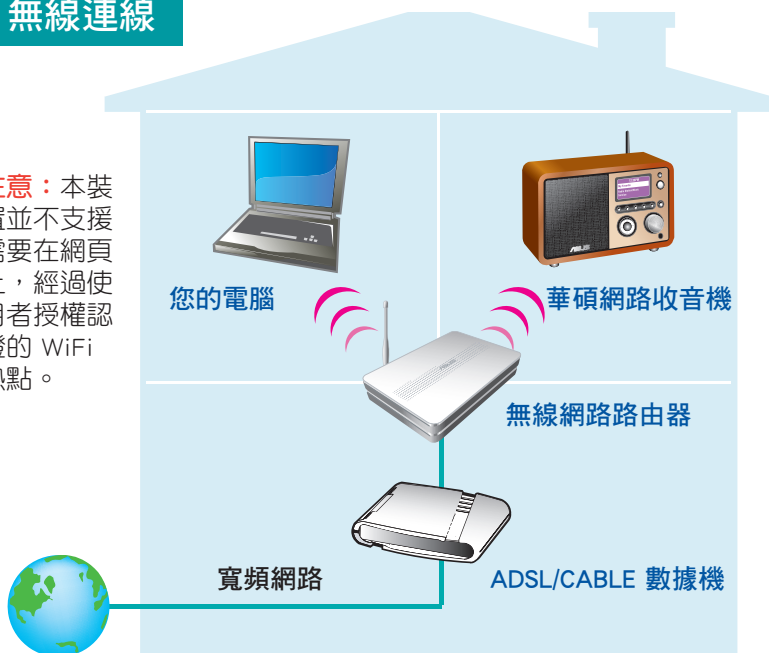 無線連線
注意：本裝
置並不支援
需要在網頁
上，經過使
用者授權認
證的 WiFi
熱點。
您的電腦
華碩網路收音機
ASUS
無線網路路由器
寬頻網路
ADSL/CABLE 數據機